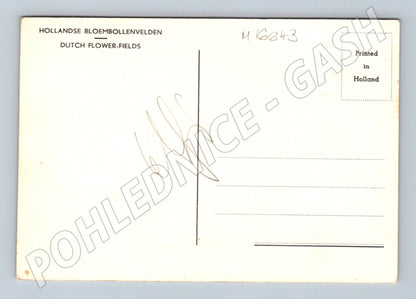 HOLLANDSE BLOEMBOLLENVELDEN
DUTCH FLOWER-FIELDS
M 16843
Printed
in
Holland
POHLEDNICE - GASH